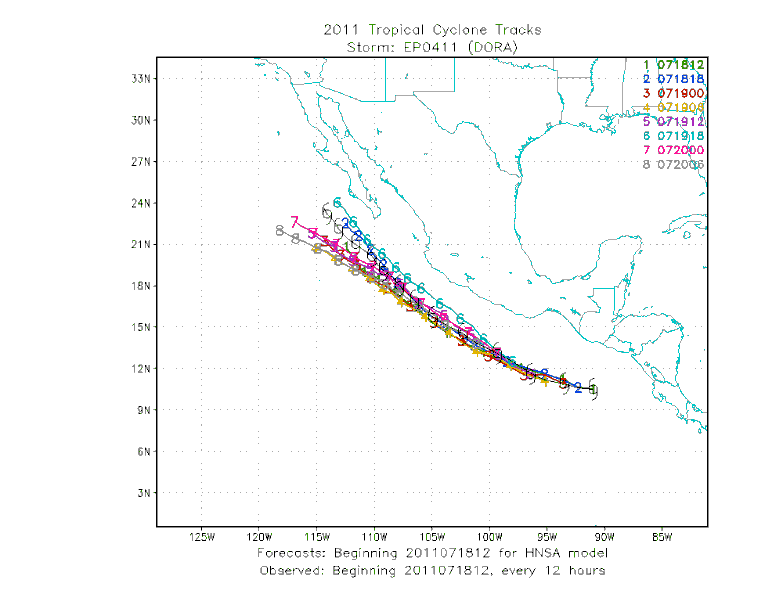 2011 Tropical Cyclone Tracks
Storm: EP0411 (DORA)
1 071812
2 071818
3 071900
4 071906
5 071912
6 071918
7 072000
8 072006
33N
30N
27N
24N
21N
18N
15N
12N
9N
6N
3N
125W 120W 115W 110W 105W 100W 95W 90W 85W
Forecasts: Beginning 2011071812 for HNSA model
Observed: Beginning 2011071812, every 12 hours